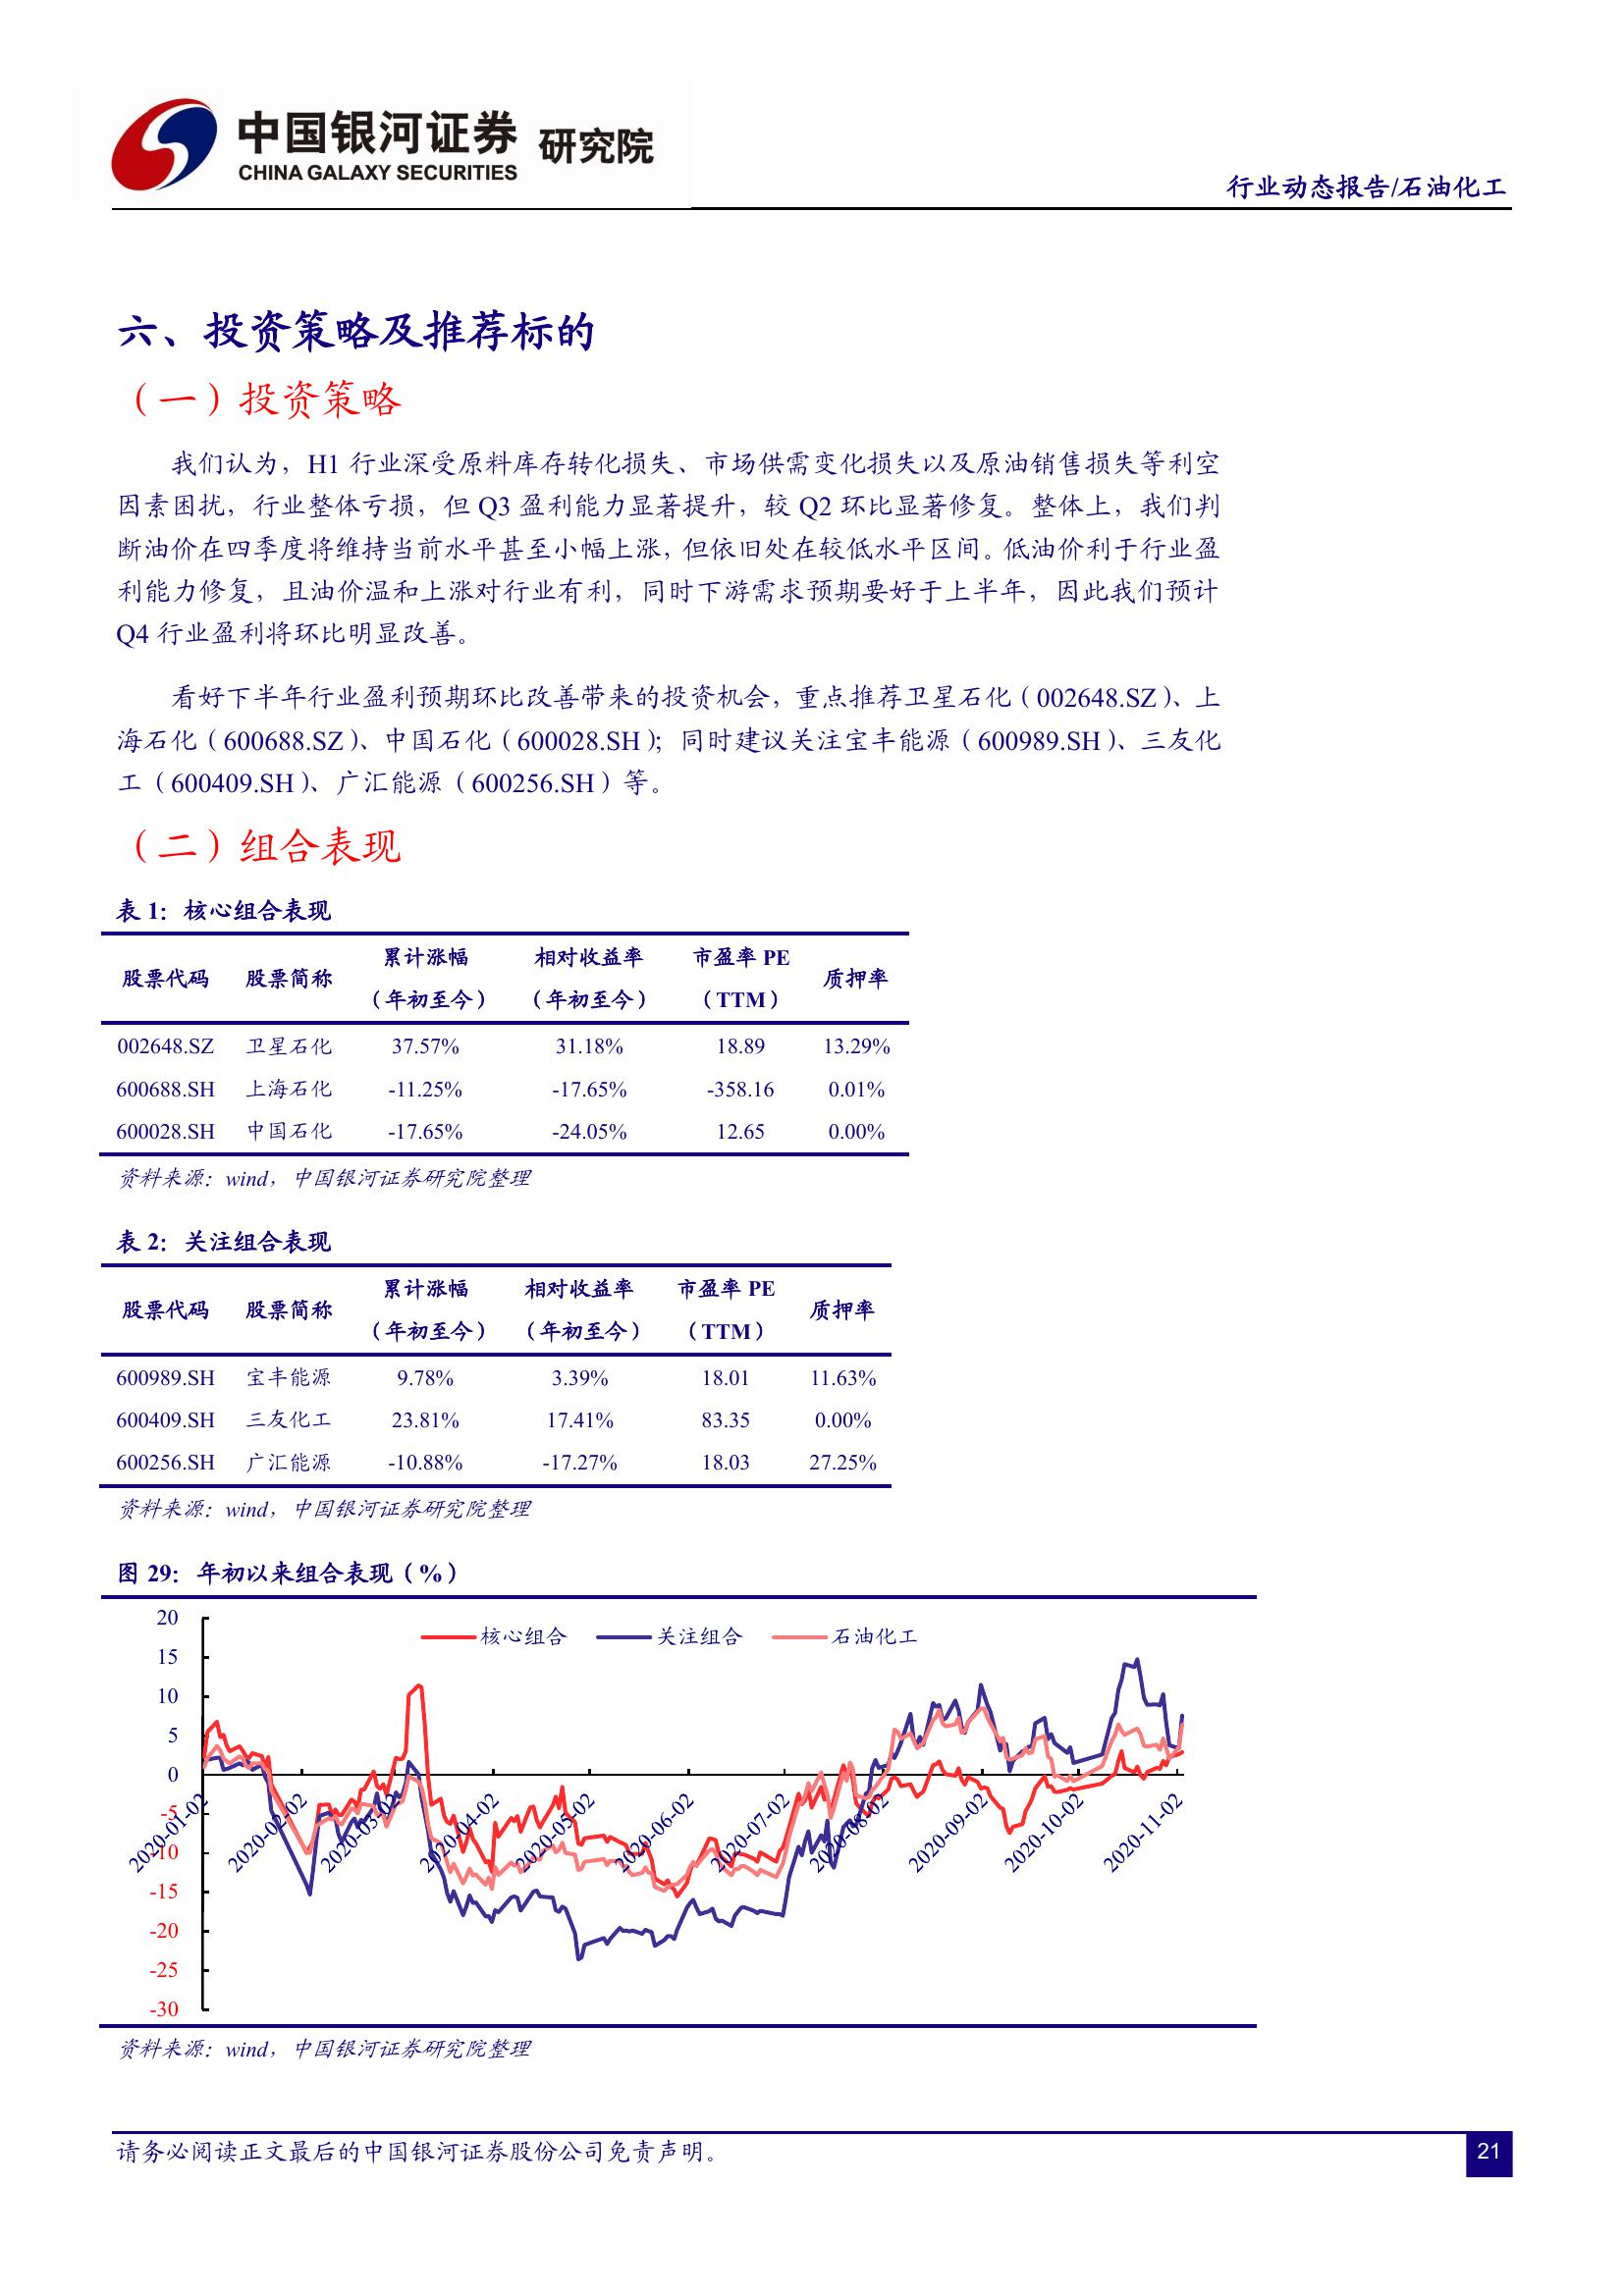 中国银河证券 研究院
CHINA GALAXY SECURITIES
行业动态报告/石油化工
六、投资策略及推荐标的
（一）投资策略
我们认为，H1 行业深受原料库存转化损失、市场供需变化损失以及原油销售损失等利空
因素困扰，行业整体亏损，但 Q3 盈利能力显著提升，较 Q2 环比显著修复。整体上，我们判
断油价在四季度将维持当前水平甚至小幅上涨，但依旧处在较低水平区间。低油价利于行业盈
利能力修复，且油价温和上涨对行业有利，同时下游需求预期要好于上半年，因此我们预计
Q4 行业盈利将环比明显改善。
看好下半年行业盈利预期环比改善带来的投资机会，重点推荐卫星石化（002648.SZ）、上
海石化（600688.SZ）、中国石化（600028.SH）；同时建议关注宝丰能源（600989.SH）、三友化
工（600409.SH）、广汇能源（600256.SH）等。
（二）组合表现
表 1：核心组合表现
股票代码 股票简称 累计涨幅（年初至今） 相对收益率（年初至今） 市盈率 PE（TTM） 质押率
002648.SZ 卫星石化 37.57% 31.18% 18.89 13.29%
600688.SH 上海石化 -11.25% -17.65% -358.16 0.01%
600028.SH 中国石化 -17.65% -24.05% 12.65 0.00%
资料来源：wind，中国银河证券研究院整理
表 2：关注组合表现
股票代码 股票简称 累计涨幅（年初至今） 相对收益率（年初至今） 市盈率 PE（TTM） 质押率
600989.SH 宝丰能源 9.78% 3.39% 18.01 11.63%
600409.SH 三友化工 23.81% 17.41% 83.35 0.00%
600256.SH 广汇能源 -10.88% -17.27% 18.03 27.25%
资料来源：wind，中国银河证券研究院整理
图 29：年初以来组合表现（%）
核心组合 关注组合 石油化工
20
15
10
5
0
-5
-10
-15
-20
-25
-30
2020-01-02 2020-02-02 2020-03-02 2020-04-02 2020-05-02 2020-06-02 2020-07-02 2020-08-02 2020-09-02 2020-10-02 2020-11-02
资料来源：wind，中国银河证券研究院整理
请务必阅读正文最后的中国银河证券股份公司免责声明。
21